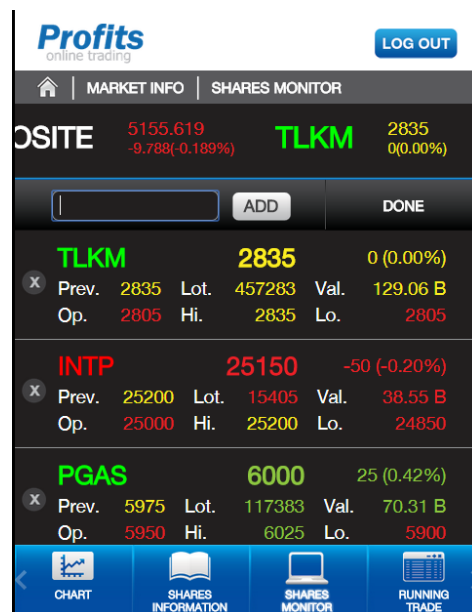 Profits
online trading
LOG OUT
MARKET INFO | SHARES MONITOR
OSITE 5155.619 TLKM 2835
-9.788(-0.189%) 0(0.00%)
ADD DONE
TLKM 2835 0 (0.00%)
X Prev. 2835 Lot. 457283 Val. 129.06 B
Op. 2805 Hi. 2835 Lo. 2805
INTP 25150 -50 (-0.20%)
X Prev. 25200 Lot. 15405 Val. 38.55 B
Op. 25000 Hi. 25200 Lo. 24850
PGAS 6000 25 (0.42%)
X Prev. 5975 Lot. 117383 Val. 70.31 B
Op. 5950 Hi. 6025 Lo. 5900
CHART SHARES SHARES RUNNING
INFORMATION MONITOR TRADE